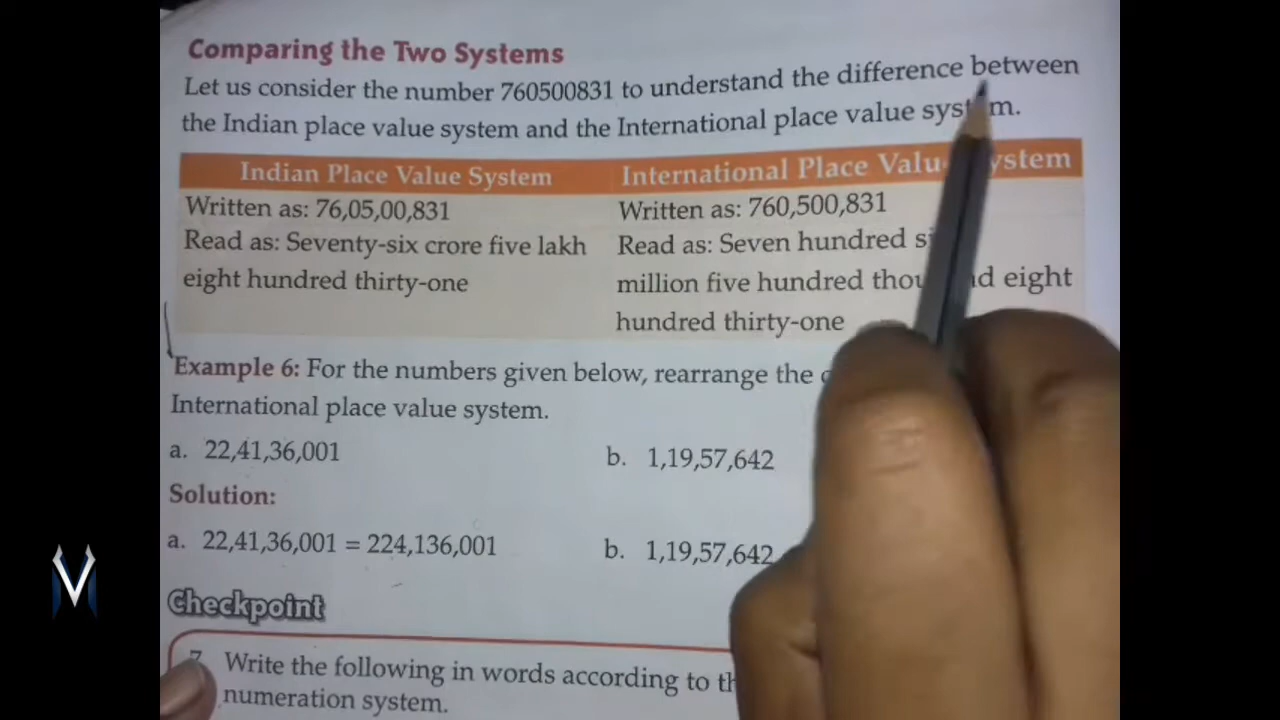 Comparing the Two Systems
Let us consider the number 760500831 to understand the difference between
the Indian place value system and the International place value system.
Indian Place Value System
International Place Value System
Written as: 76,05,00,831
Written as: 760,500,831
Read as: Seventy-six crore five lakh
eight hundred thirty-one
Read as: Seven hundred
million five hundred thousand eight
hundred thirty-one
Example 6: For the numbers given below, rearrange the
International place value system.
a. 22,41,36,001
b. 1,19,57,642
Solution:
a. 22,41,36,001 = 224,136,001
b. 1,19,57,642
Checkpoint
7. Write the following in words according to
numeration system.